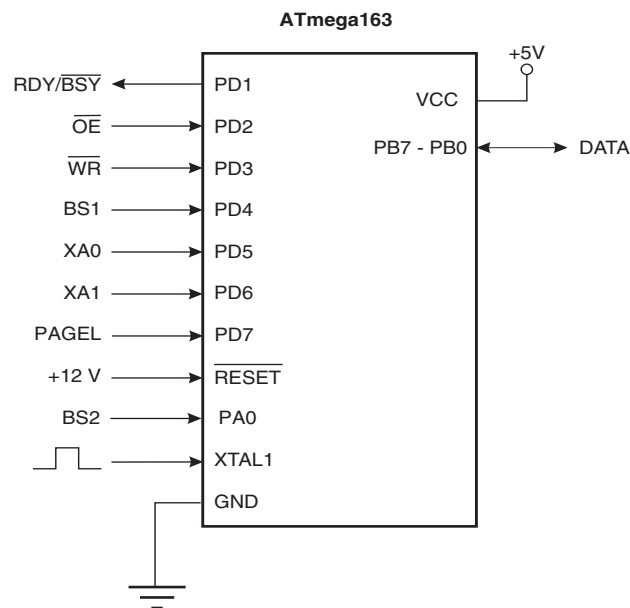 ATmega163
+5V
RDY/BSY PD1
VCC
OE PD2
PB7 - PB0 DATA
WR PD3
BS1 PD4
XA0 PD5
XA1 PD6
PAGEL PD7
+12 V RESET
BS2 PA0
XTAL1
GND